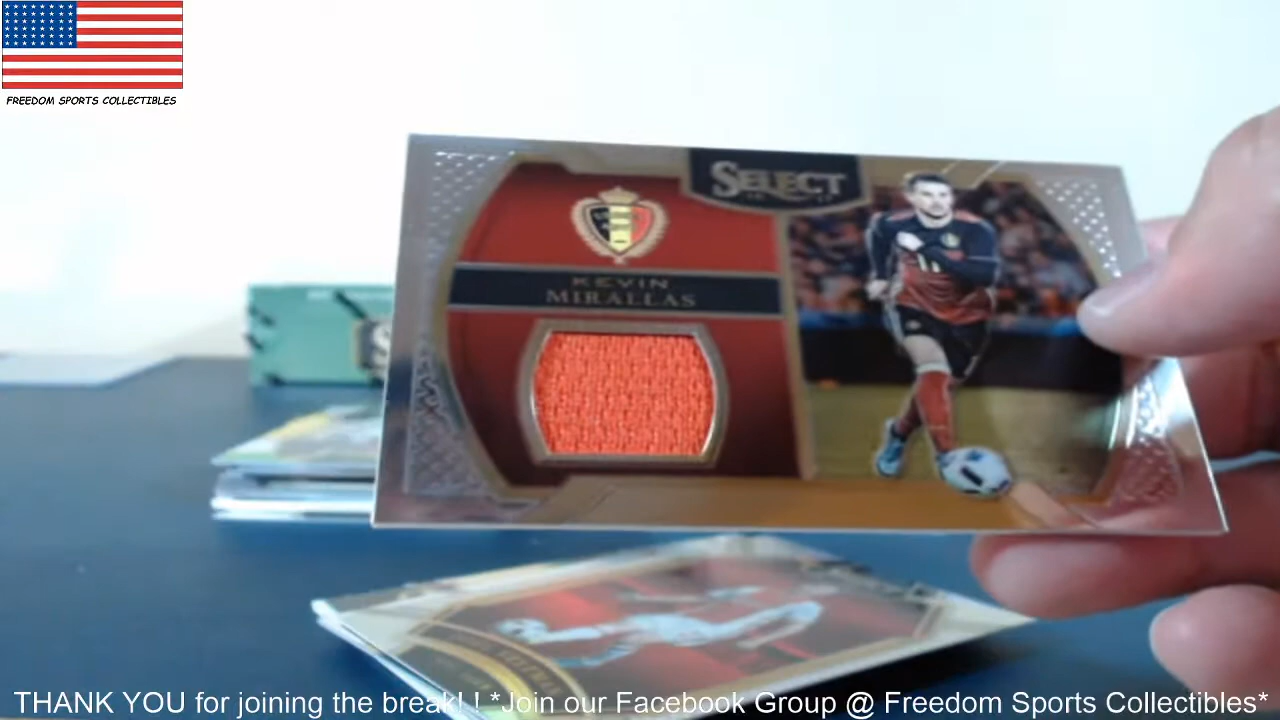 FREEDOM SPORTS COLLECTIBLES
SELECT
KEVIN
MIRALLAS
THANK YOU for joining the break! ! *Join our Facebook Group @ Freedom Sports Collectibles*